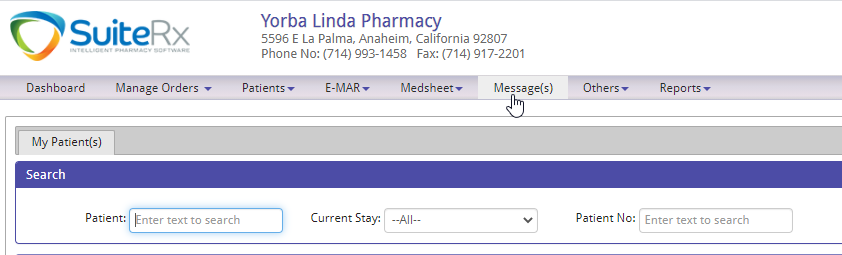 SuiteRx
INTELLIGENT PHARMACY SOFTWARE
Yorba Linda Pharmacy
5596 E La Palma, Anaheim, California 92807
Phone No: (714) 993-1458 Fax: (714) 917-2201
Dashboard Manage Orders Patients E-MAR Medsheet Message(s) Others Reports
My Patient(s)
Search
Patient: Enter text to search Current Stay: --All-- Patient No: Enter text to search